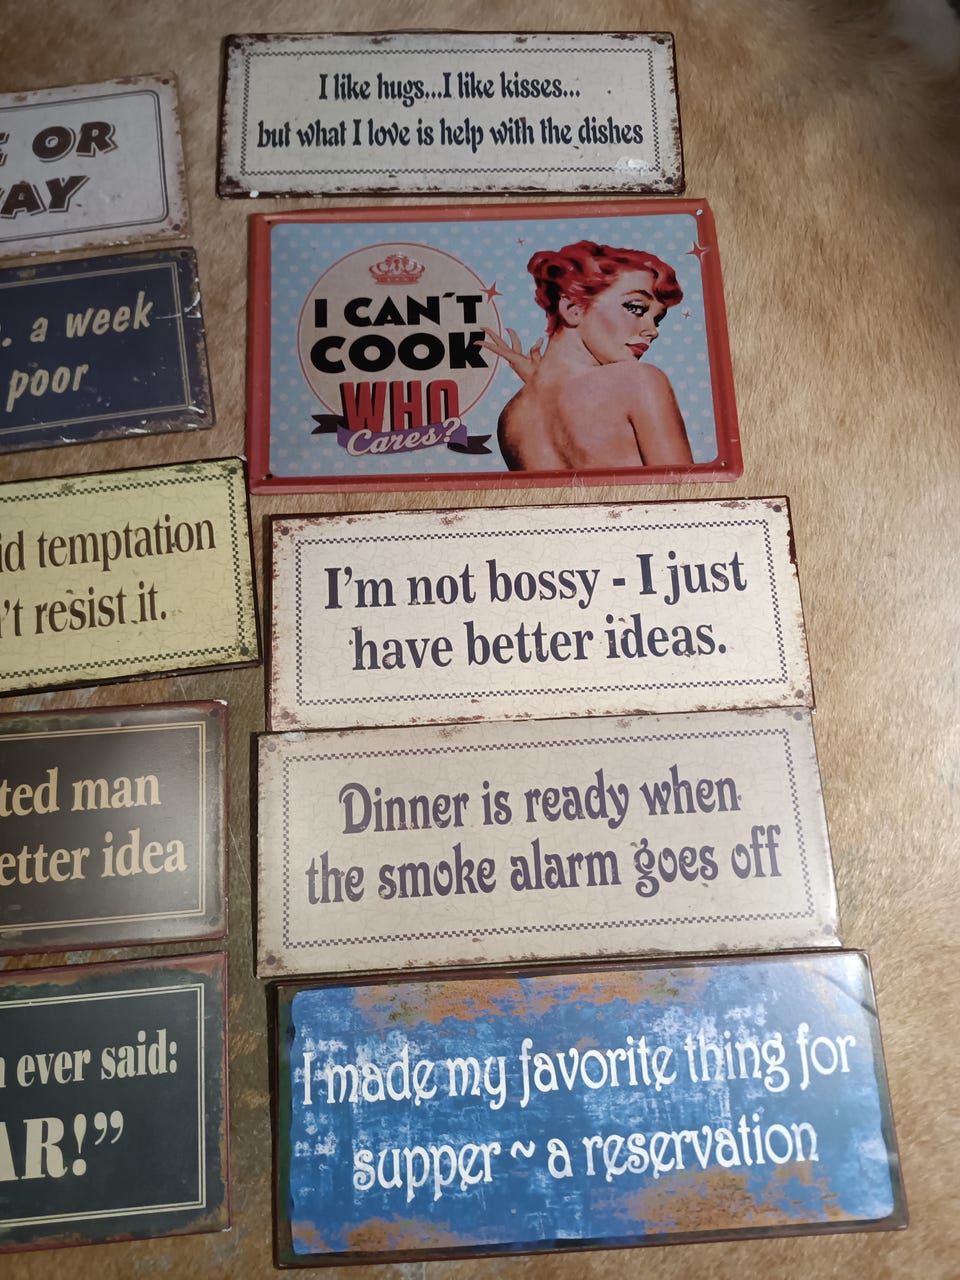 E OR
AY
. a week
poor
id temptation
't resist it.
ted man
etter idea
ever said:
AR!”
I like hugs...I like kisses...
but what I love is help with the dishes
I CAN´T
COOK
WHO
Cares?
I'm not bossy - I just
have better ideas.
Dinner is ready when
the smoke alarm goes off
I made my favorite thing for
supper ~ a reservation